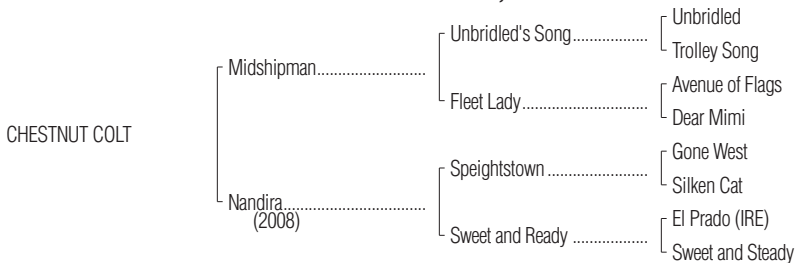 Unbridled
Unbridled's Song.................
Trolley Song
Midshipman..........................
Avenue of Flags
Fleet Lady............................
Dear Mimi
CHESTNUT COLT
Gone West
Speightstown ......................
Silken Cat
Nandira.................................
(2008)
El Prado (IRE)
Sweet and Ready ................
Sweet and Steady